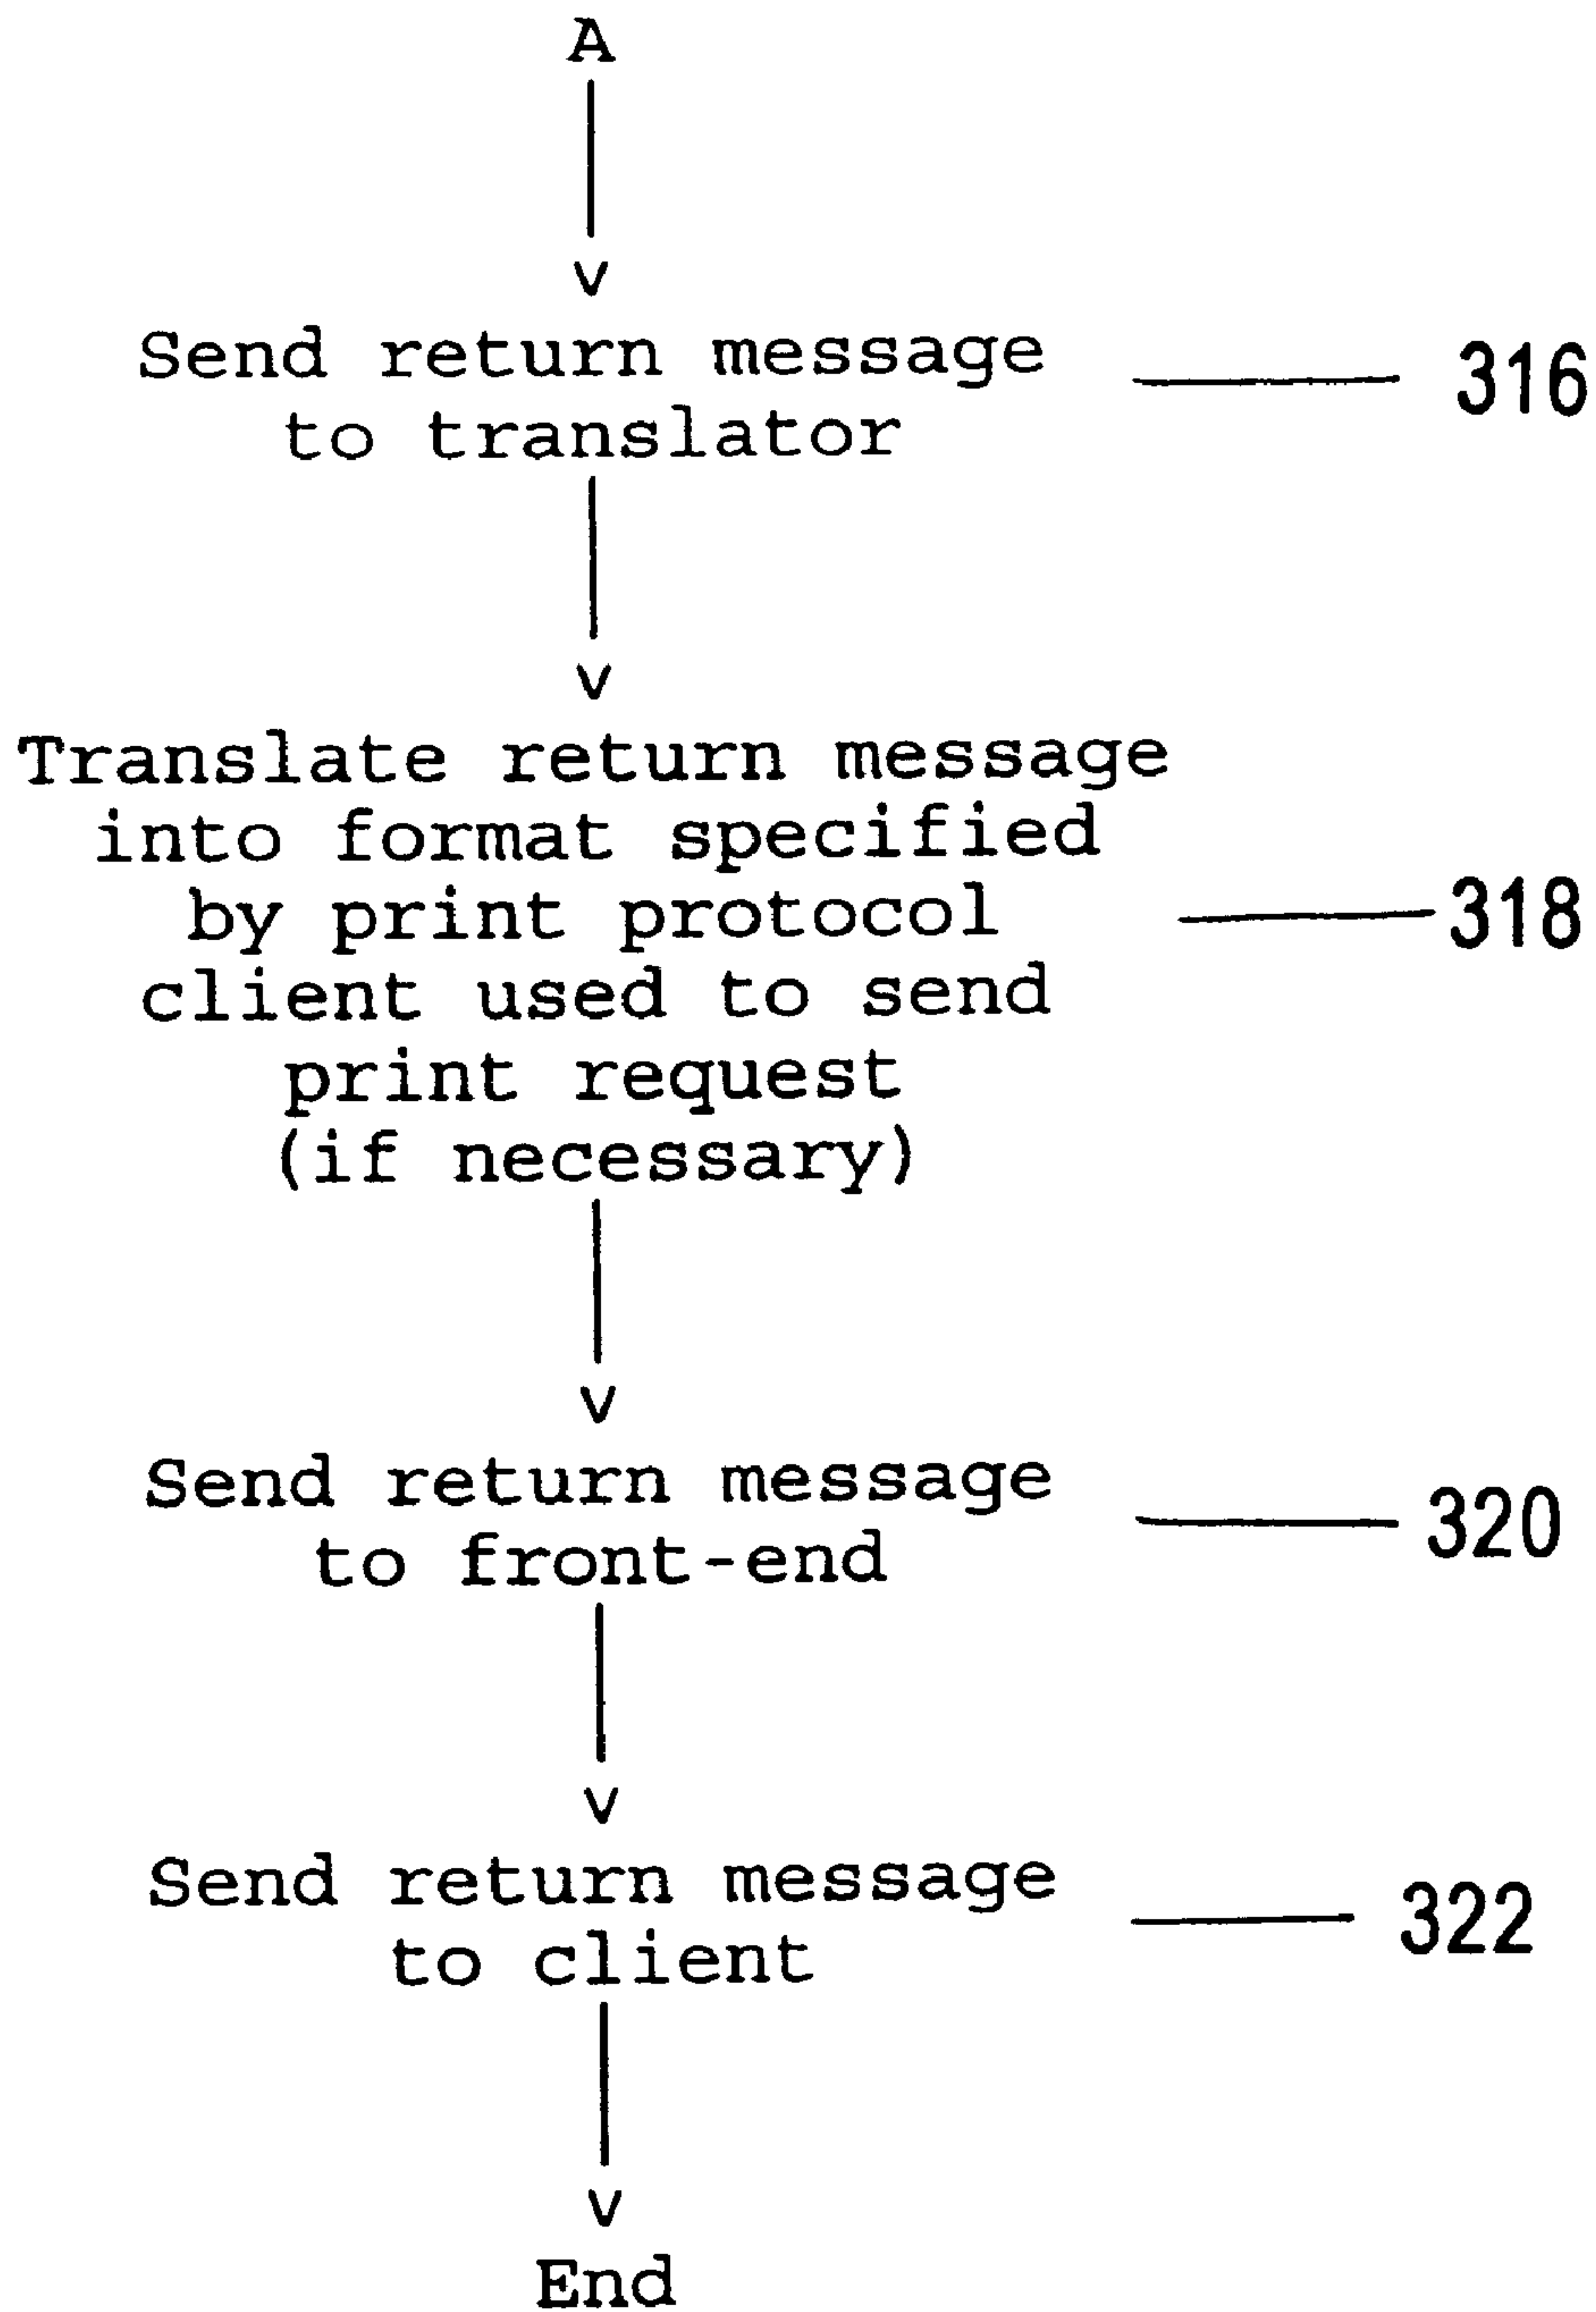 A
v
Send return message
to translator
316
v
Translate return message
into format specified
by print protocol
client used to send
print request
(if necessary)
318
v
Send return message
to front-end
320
v
Send return message
to client
322
v
End